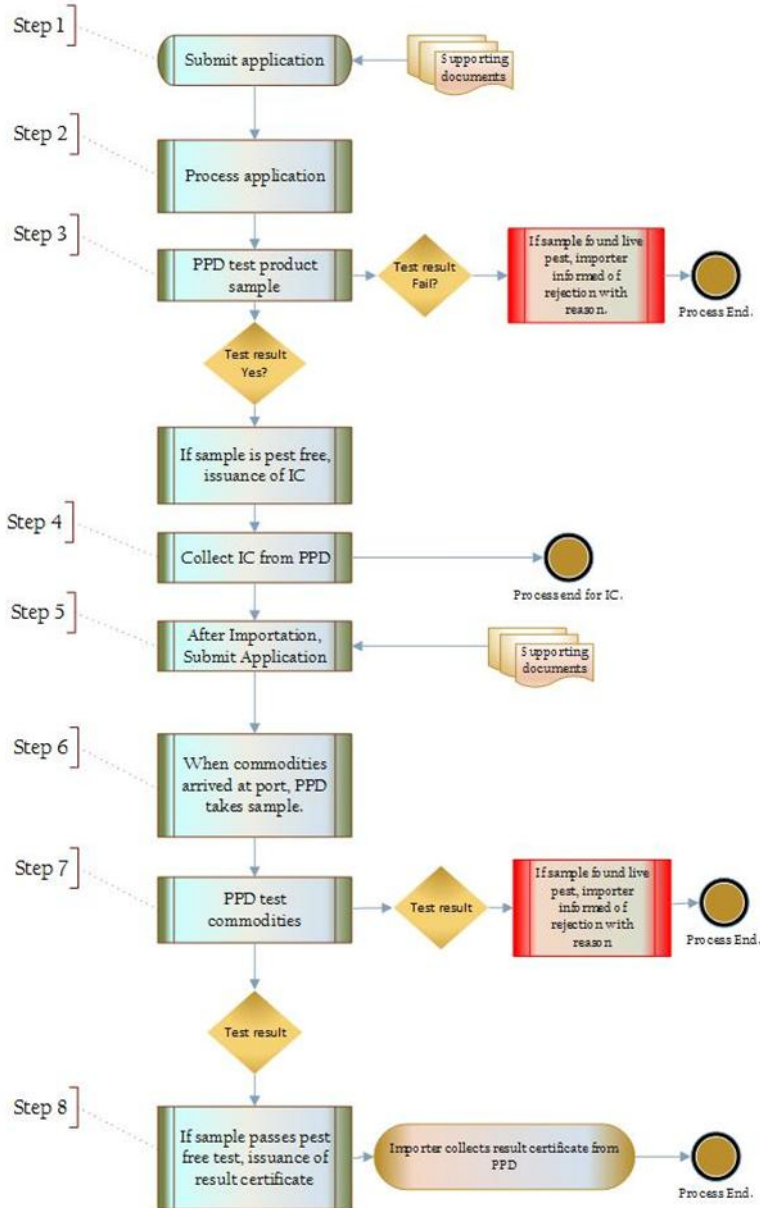 Step 1
Submit application
Supporting
documents
Step 2
Process application
Step 3
PPD test product
sample
Test result
Fail?
If sample found live
pest, importer
informed of
rejection with
reason.
Process End.
Test result
Yes?
If sample is pest free,
issuance of IC
Step 4
Collect IC from PPD
Process end for IC.
Step 5
After Importation,
Submit Application
Supporting
documents
Step 6
When commodities
arrived at port, PPD
takes sample.
Step 7
PPD test
commodities
Test result
If sample found live
pest, importer
informed of
rejection with
reason
Process End.
Test result
Step 8
If sample passes pest
free test, issuance of
result certificate
Importer collects result certificate from
PPD
Process End.